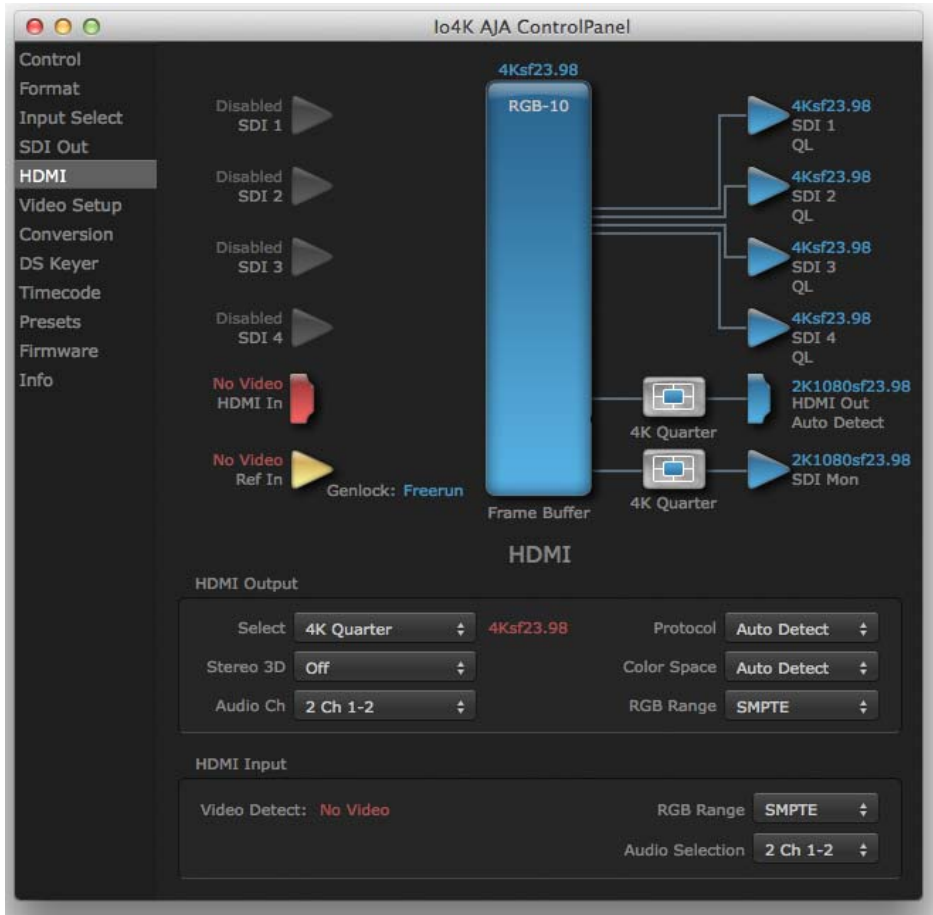 Io4K AJA ControlPanel
Control
Format
Input Select
SDI Out
HDMI
Video Setup
Conversion
DS Keyer
Timecode
Presets
Firmware
Info
Disabled
SDI 1
Disabled
SDI 2
Disabled
SDI 3
Disabled
SDI 4
No Video
HDMI In
No Video
Ref In
Genlock: Freerun
4Ksf23.98
RGB-10
Frame Buffer
4K Quarter
4K Quarter
4Ksf23.98
SDI 1
QL
4Ksf23.98
SDI 2
QL
4Ksf23.98
SDI 3
QL
4Ksf23.98
SDI 4
QL
2K1080sf23.98
HDMI Out
Auto Detect
2K1080sf23.98
SDI Mon
HDMI
HDMI Output
Select 4K Quarter 4Ksf23.98 Protocol Auto Detect
Stereo 3D Off Color Space Auto Detect
Audio Ch 2 Ch 1-2 RGB Range SMPTE
HDMI Input
Video Detect: No Video RGB Range SMPTE
Audio Selection 2 Ch 1-2